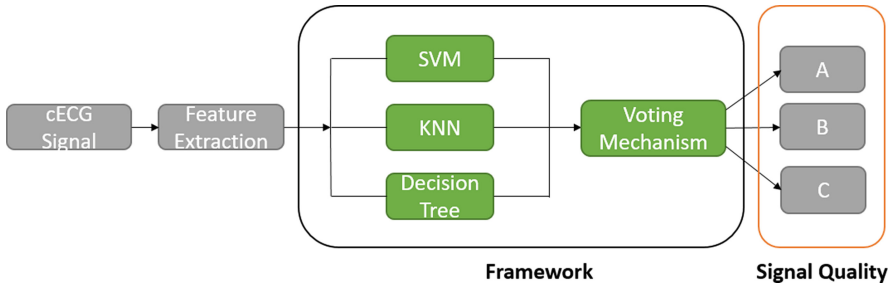 cECG
Signal
Feature
Extraction
SVM
KNN
Decision
Tree
Voting
Mechanism
A
B
C
Framework
Signal Quality